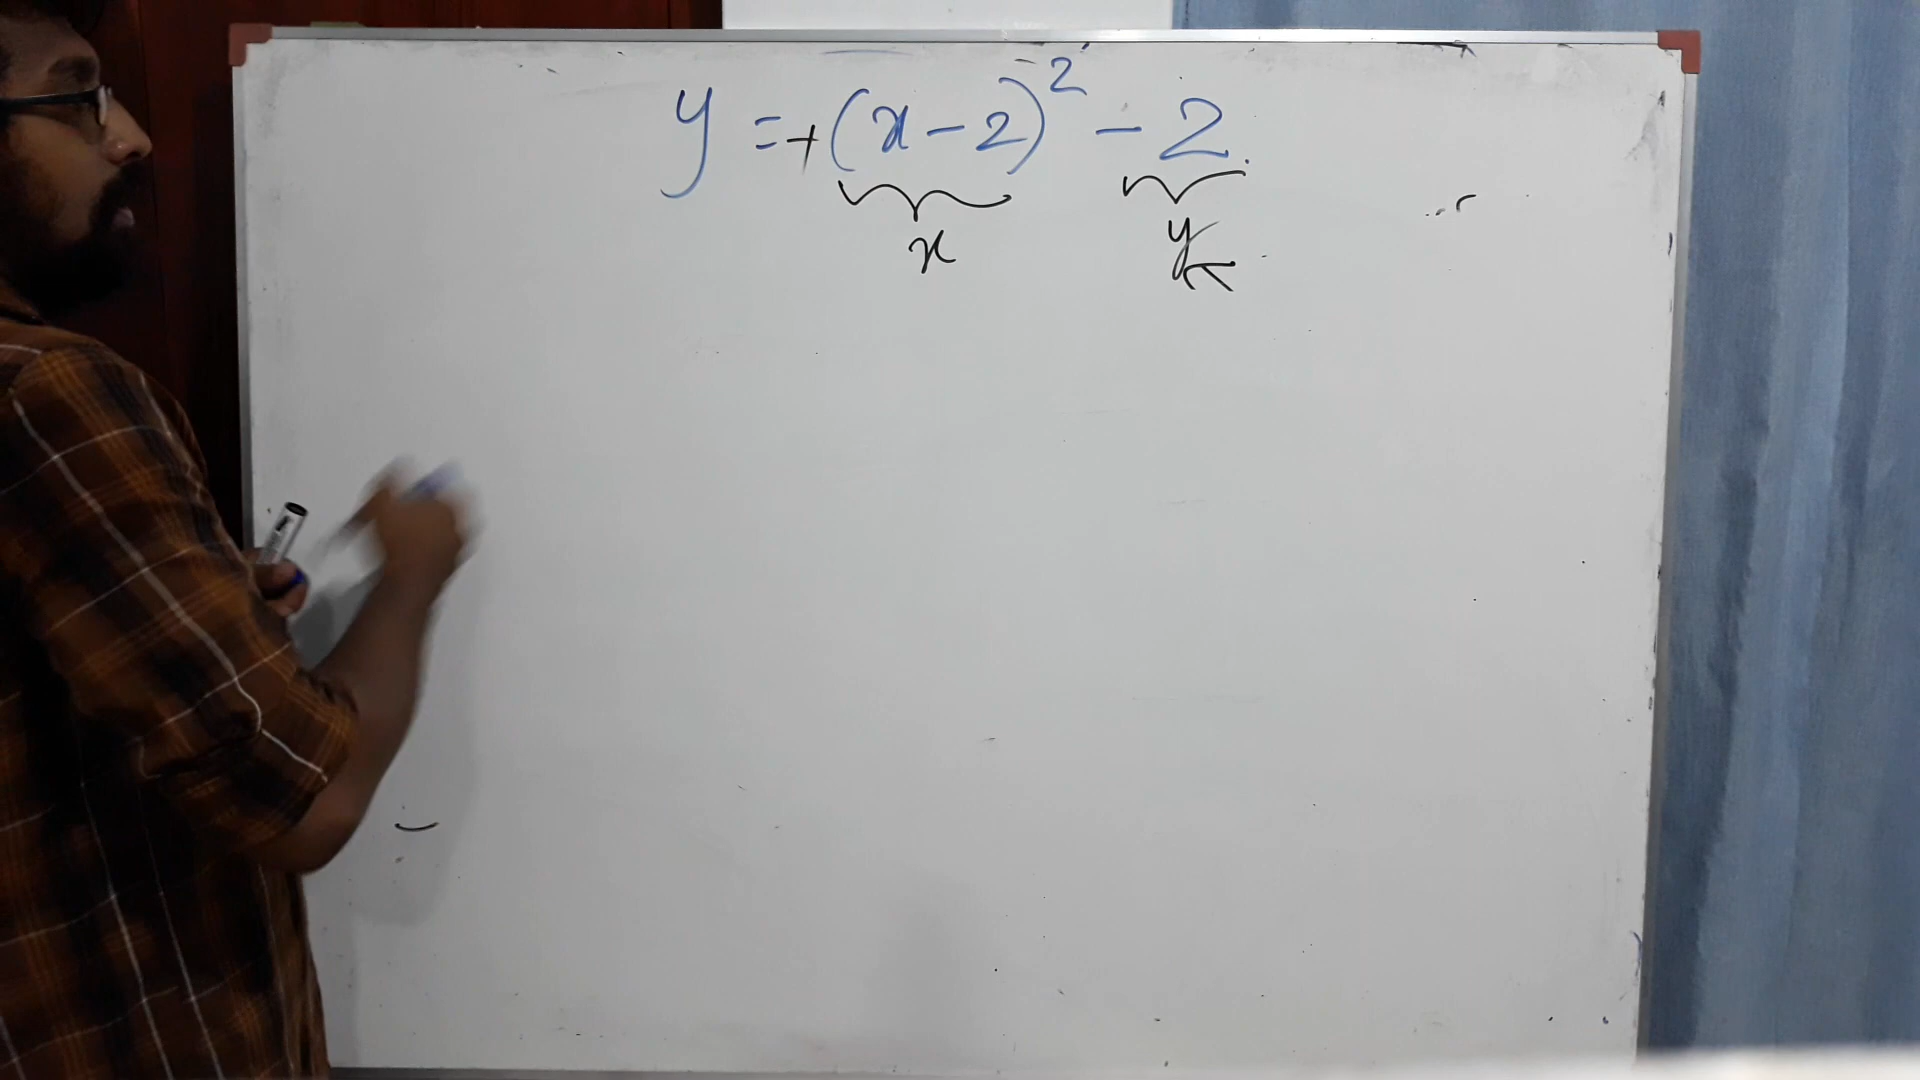 y = +(x - 2)² - 2.
x y